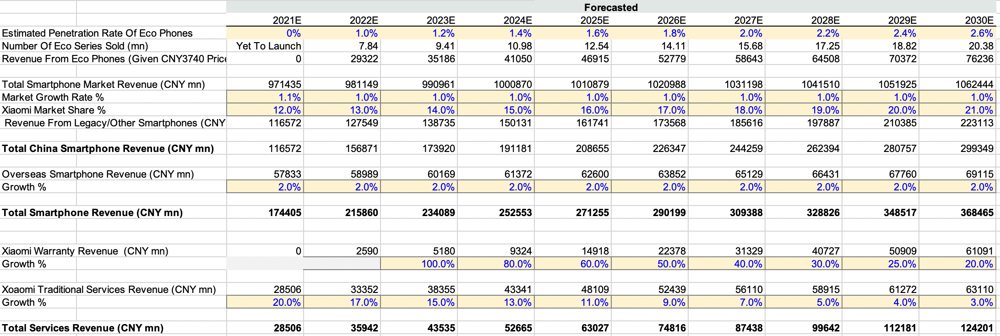 Forecasted
2021E 2022E 2023E 2024E 2025E 2026E 2027E 2028E 2029E 2030E
Estimated Penetration Rate Of Eco Phones 0% 1.0% 1.2% 1.4% 1.6% 1.8% 2.0% 2.2% 2.4% 2.6%
Number Of Eco Series Sold (mn) Yet To Launch 7.84 9.41 10.98 12.54 14.11 15.68 17.25 18.82 20.38
Revenue From Eco Phones (Given CNY3740 Price 0 29322 35186 41050 46915 52779 58643 64508 70372 76236
Total Smartphone Market Revenue (CNY mn) 971435 981149 990961 1000870 1010879 1020988 1031198 1041510 1051925 1062444
Market Growth Rate % 1.1% 1.0% 1.0% 1.0% 1.0% 1.0% 1.0% 1.0% 1.0% 1.0%
Xiaomi Market Share % 12.0% 13.0% 14.0% 15.0% 16.0% 17.0% 18.0% 19.0% 20.0% 21.0%
Revenue From Legacy/Other Smartphones (CNY 116572 127549 138735 150131 161741 173568 185616 197887 210385 223113
Total China Smartphone Revenue (CNY mn) 116572 156871 173920 191181 208655 226347 244259 262394 280757 299349
Overseas Smartphone Revenue (CNY mn) 57833 58989 60169 61372 62600 63852 65129 66431 67760 69115
Growth % 2.0% 2.0% 2.0% 2.0% 2.0% 2.0% 2.0% 2.0% 2.0% 2.0%
Total Smartphone Revenue (CNY mn) 174405 215860 234089 252553 271255 290199 309388 328826 348517 368465
Xiaomi Warranty Revenue (CNY mn) 0 2590 5180 9324 14918 22378 31329 40727 50909 61091
Growth % 100.0% 80.0% 60.0% 50.0% 40.0% 30.0% 25.0% 20.0%
Xoaomi Traditional Services Revenue (CNY mn) 28506 33352 38355 43341 48109 52439 56110 58915 61272 63110
Growth % 20.0% 17.0% 15.0% 13.0% 11.0% 9.0% 7.0% 5.0% 4.0% 3.0%
Total Services Revenue (CNY mn) 28506 35942 43535 52665 63027 74816 87438 99642 112181 124201